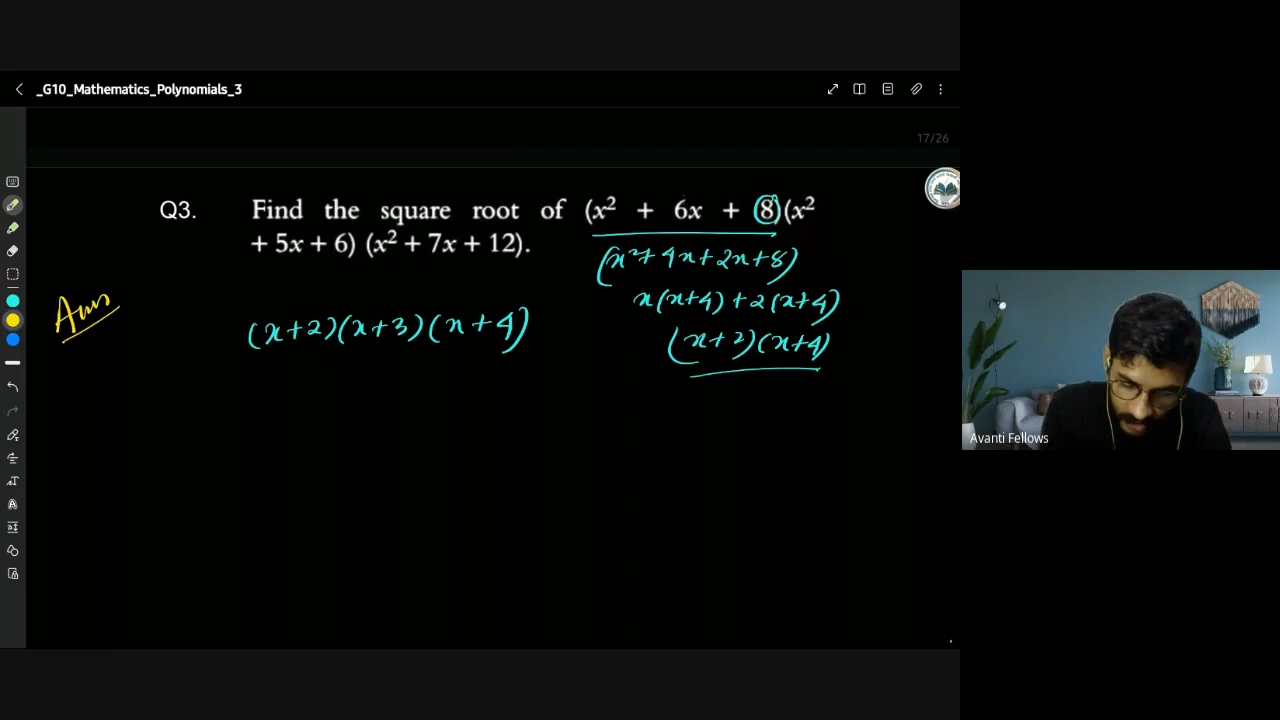 _G10_Mathematics_Polynomials_3
17/26
Q3. Find the square root of (x² + 6x + 8)(x²
+ 5x + 6) (x² + 7x + 12).
(x²+4x+2x+8)
x(x+4)+2(x+4)
(x+2)(x+4)
Ans
(x+2)(x+3)(x+4)
Avanti Fellows